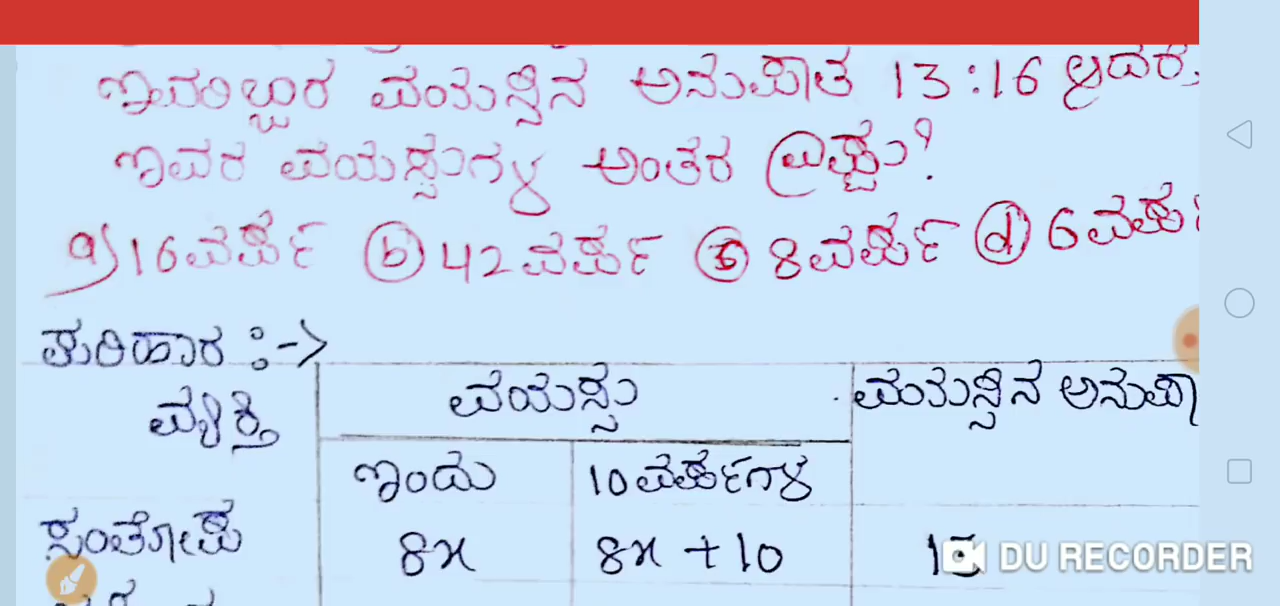 ಇವರಿಬ್ಬರ ವಯಸ್ಸಿನ ಅನುಪಾತ 13:16 ಆದರೆ,
ಇವರ ವಯಸ್ಸುಗಳ ಅಂತರ ಎಷ್ಟು?
a) 16 ವರ್ಷ (b) 42 ವರ್ಷ 8 ವರ್ಷ (d) 6 ವರ್ಷ
ಪರಿಹಾರ :->
ವ್ಯಕ್ತಿ ವಯಸ್ಸು ವಯಸ್ಸಿನ ಅನುಪಾ
ಇಂದು 10 ವರ್ಷಗಳ
ಸಂತೋಷ 8x 8x + 10
DU RECORDER